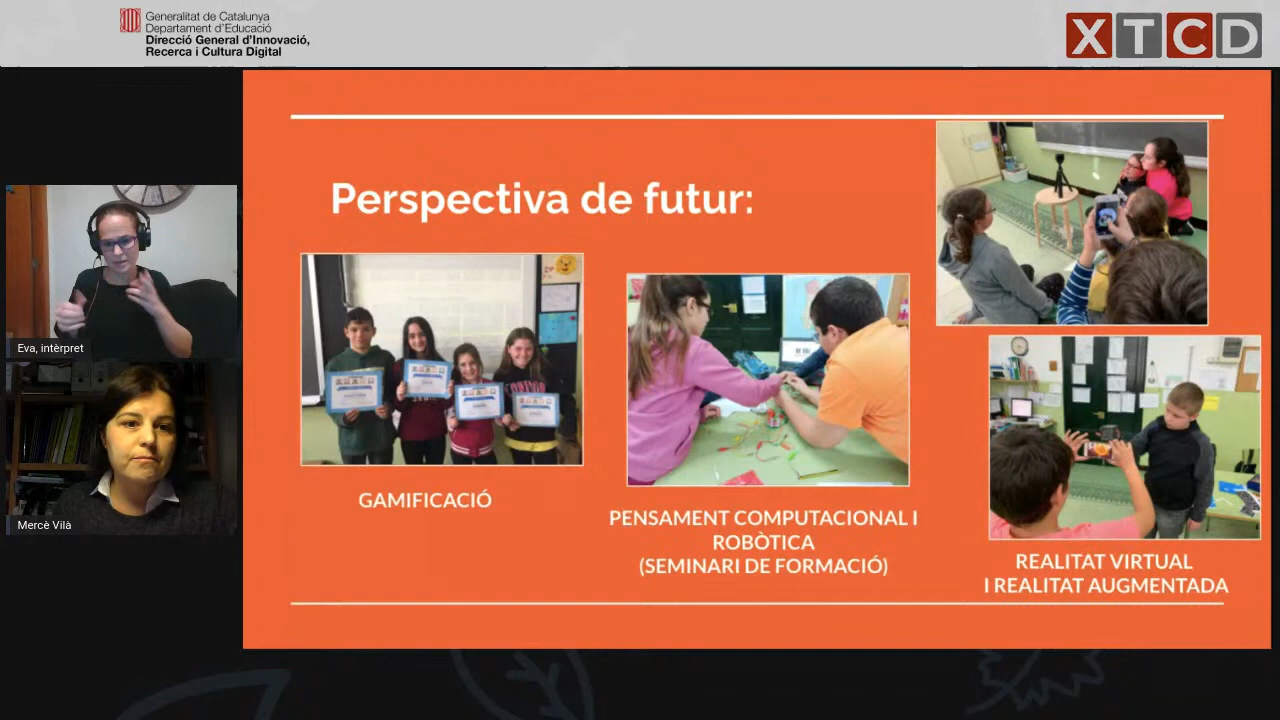 Generalitat de Catalunya
Departament d'Educació
Direcció General d'Innovació,
Recerca i Cultura Digital
XTCD
Perspectiva de futur:
Eva, intèrpret
Mercè Vilà
GAMIFICACIÓ
PENSAMENT COMPUTACIONAL I
ROBÒTICA
(SEMINARI DE FORMACIÓ)
REALITAT VIRTUAL
I REALITAT AUGMENTADA